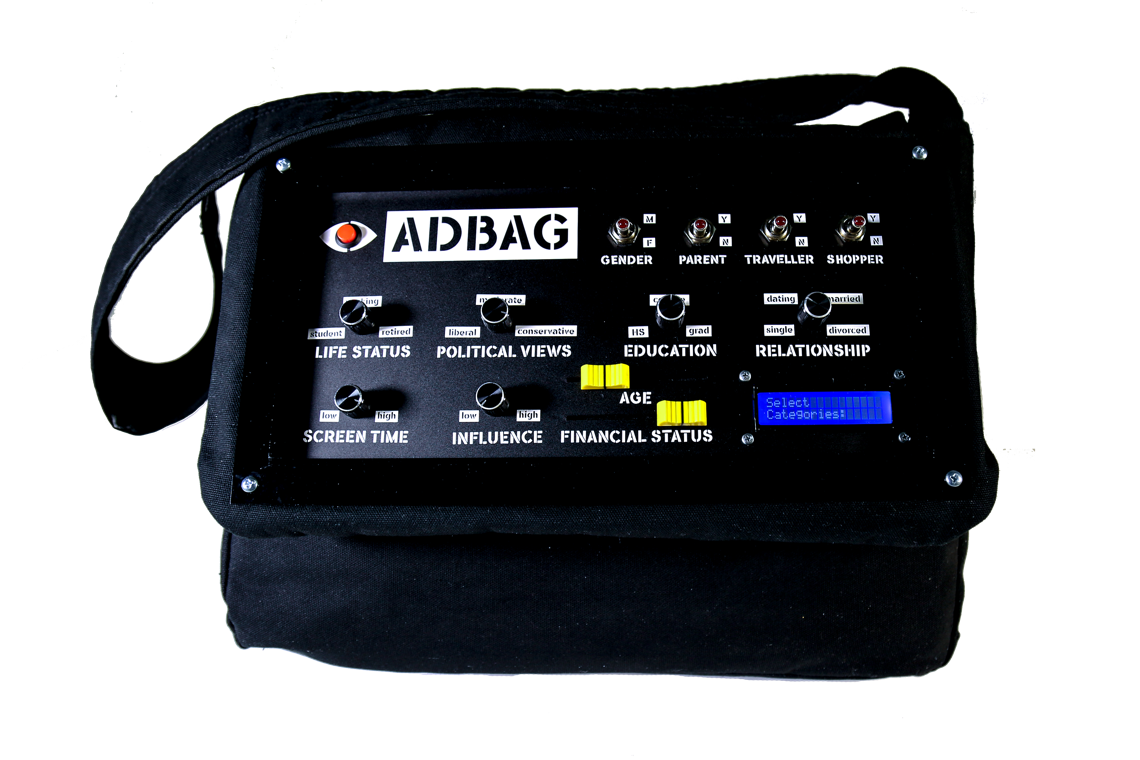 ADBAG
M Y Y Y
F N N N
GENDER PARENT TRAVELLER SHOPPER
dating married
student retired liberal conservative HS grad single divorced
LIFE STATUS POLITICAL VIEWS EDUCATION RELATIONSHIP
AGE
Select
Categories:
low high low high
SCREEN TIME INFLUENCE FINANCIAL STATUS